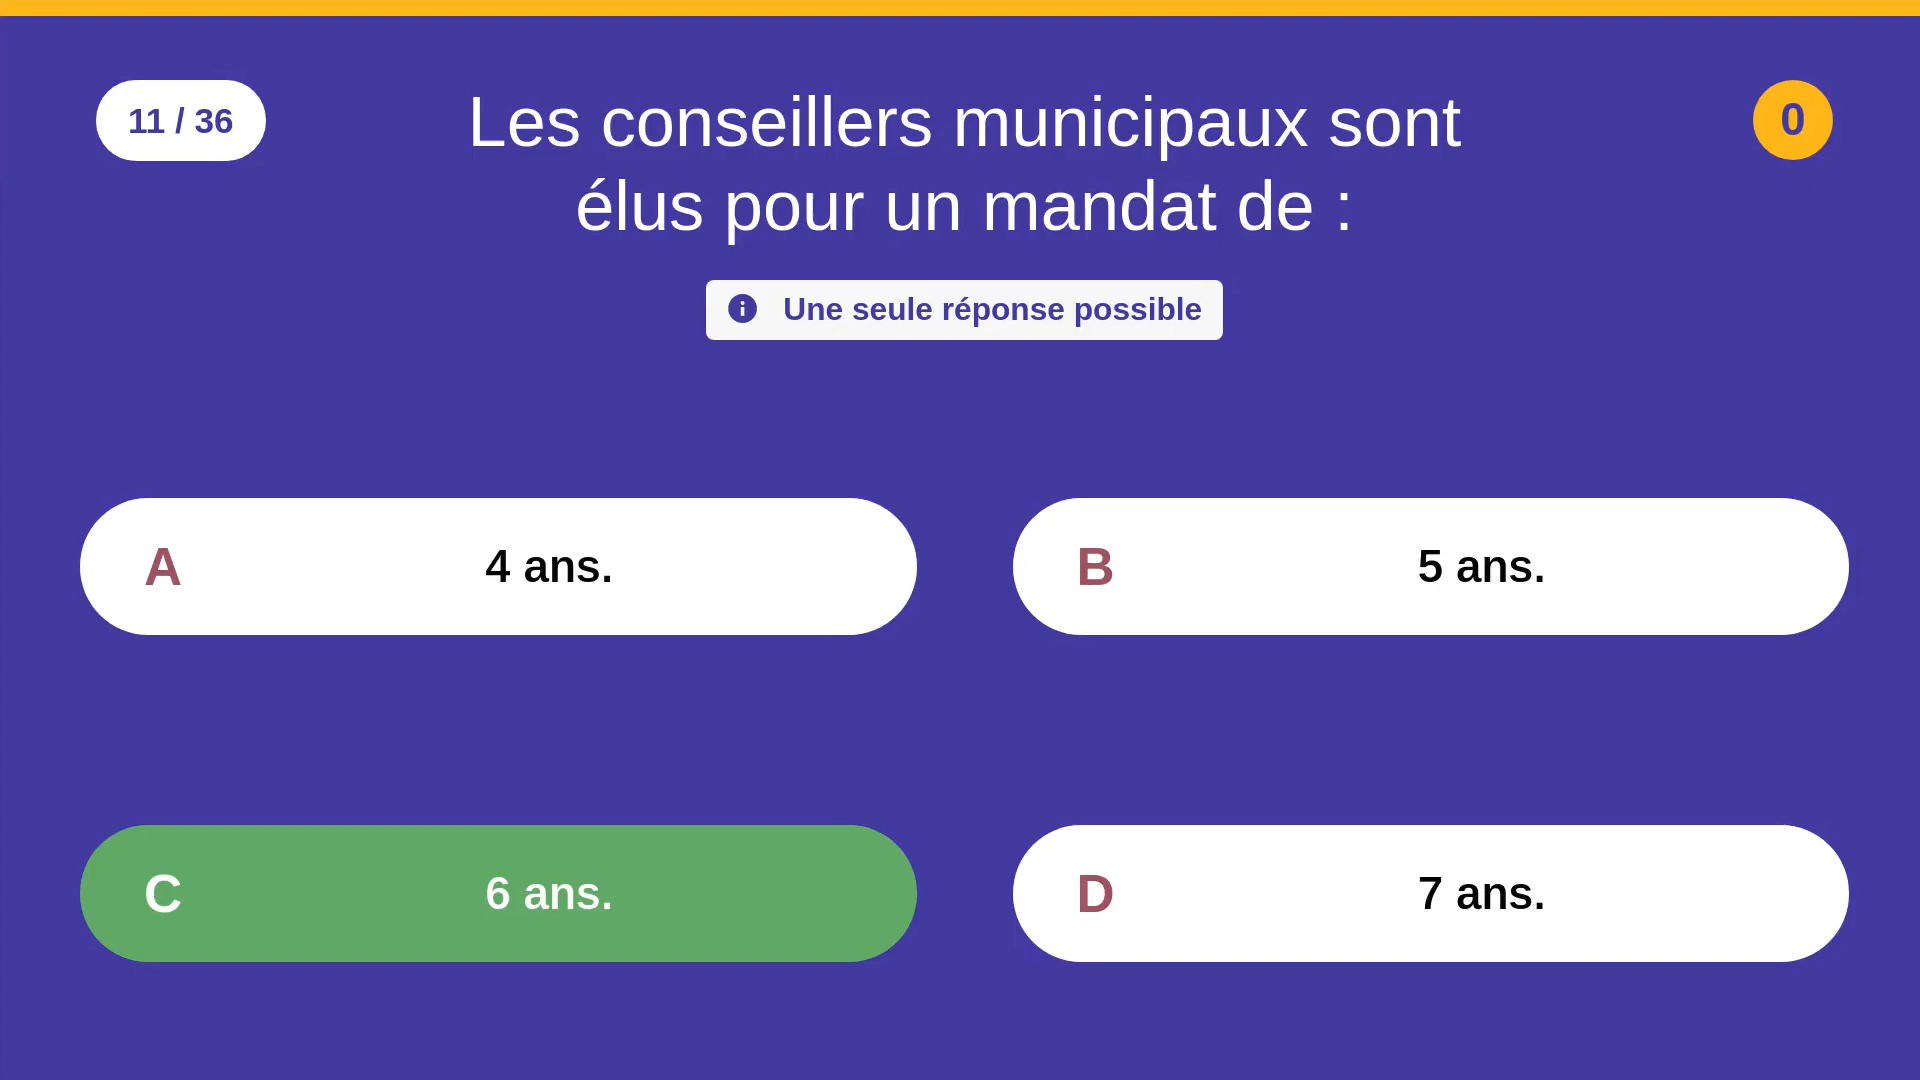 11 / 36
Les conseillers municipaux sont
élus pour un mandat de :
0
Une seule réponse possible
A 4 ans.
B 5 ans.
C 6 ans.
D 7 ans.